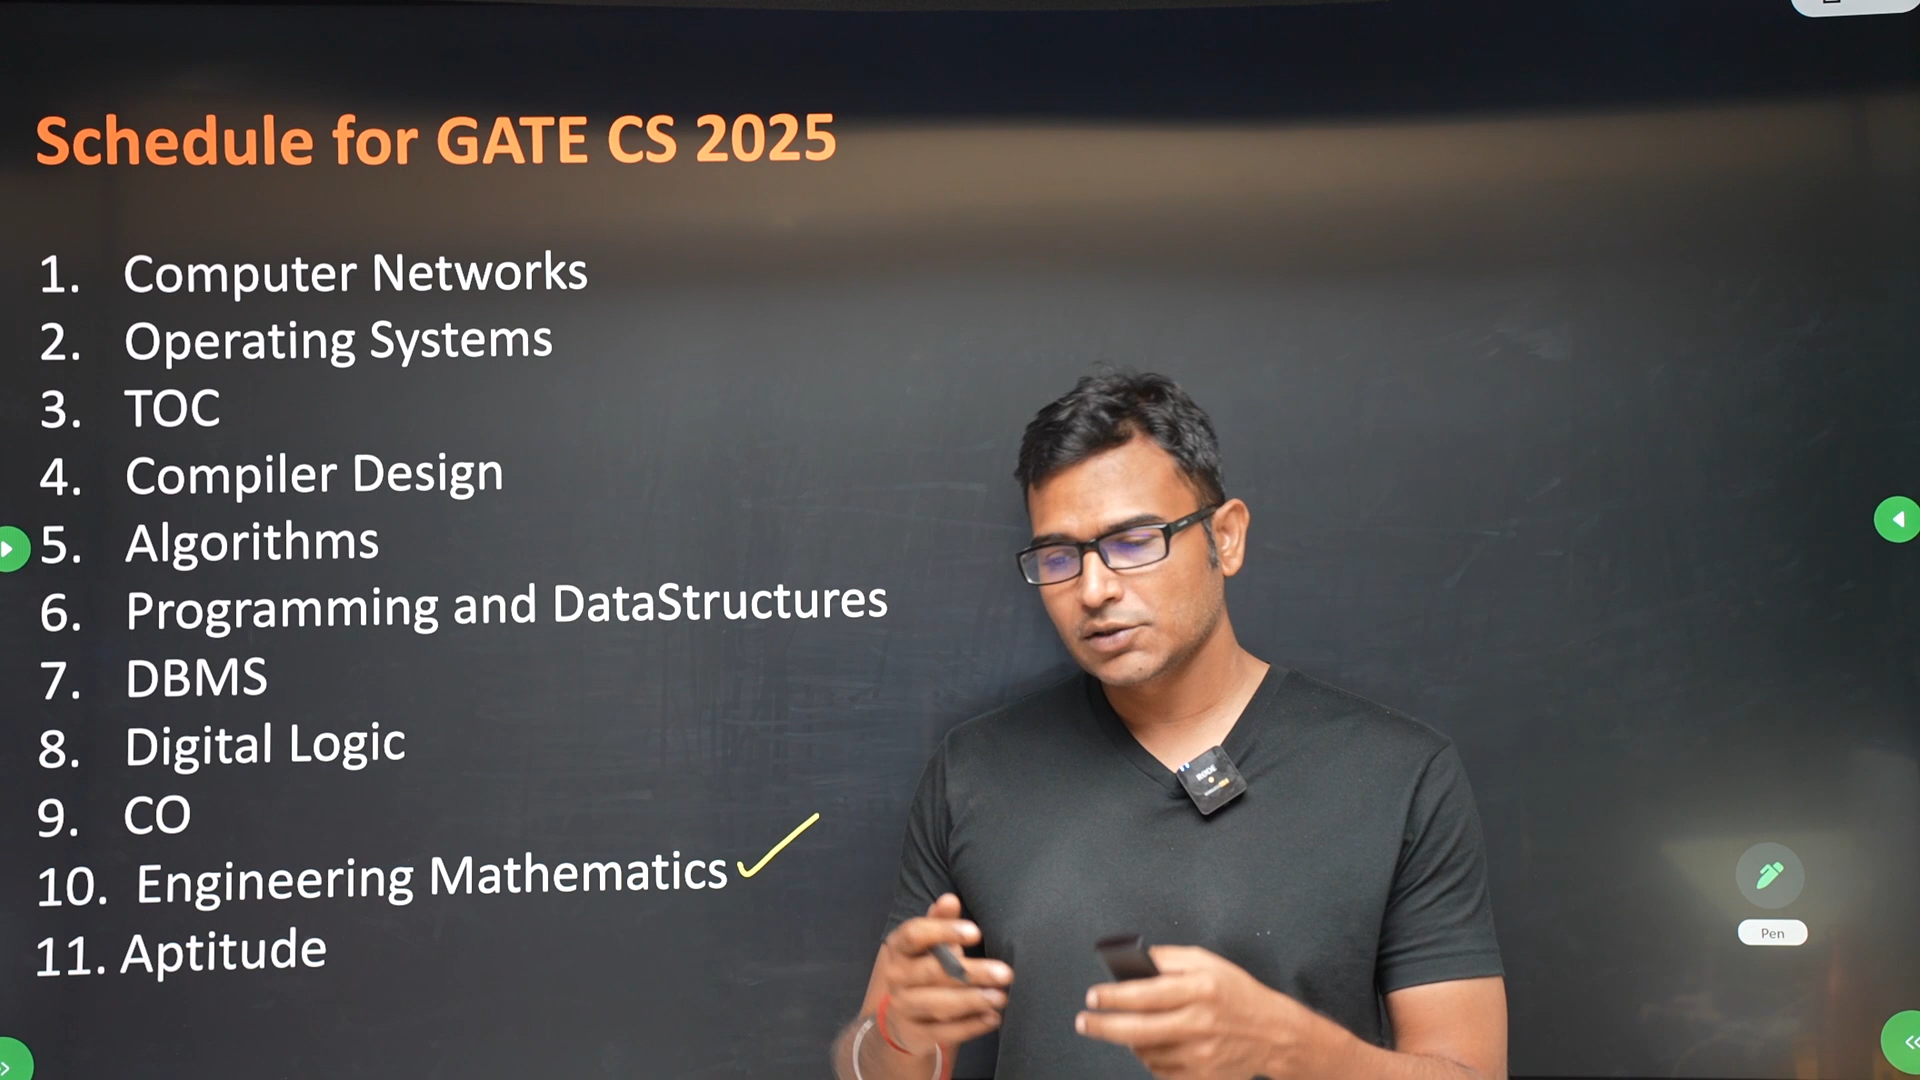 Schedule for GATE CS 2025
1. Computer Networks
2. Operating Systems
3. TOC
4. Compiler Design
5. Algorithms
6. Programming and DataStructures
7. DBMS
8. Digital Logic
9. CO
10. Engineering Mathematics
11. Aptitude
RODE
Pen